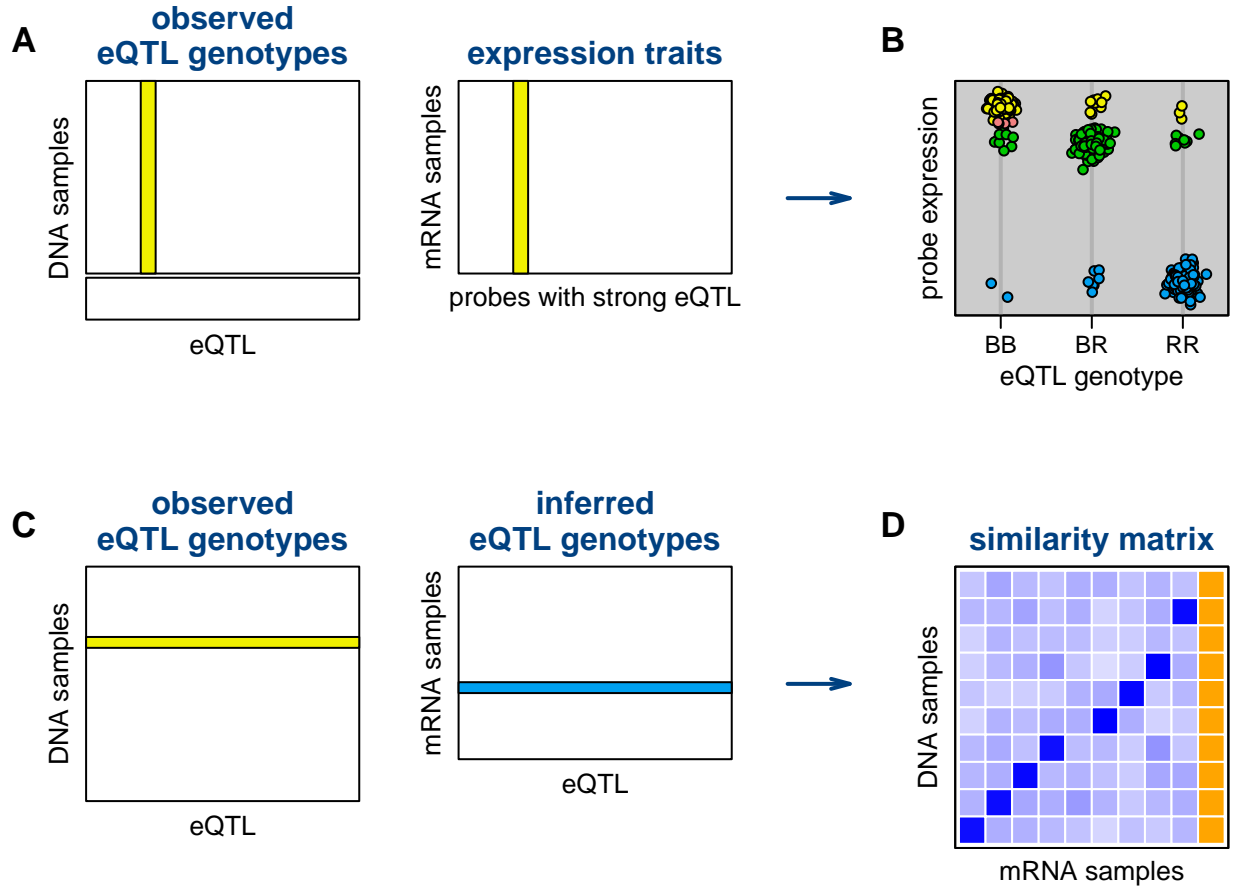 A
observed
eQTL genotypes
DNA samples
eQTL
expression traits
mRNA samples
probes with strong eQTL
B
probe expression
BB
BR
RR
eQTL genotype
C
observed
eQTL genotypes
DNA samples
eQTL
inferred
eQTL genotypes
mRNA samples
eQTL
D
similarity matrix
DNA samples
mRNA samples